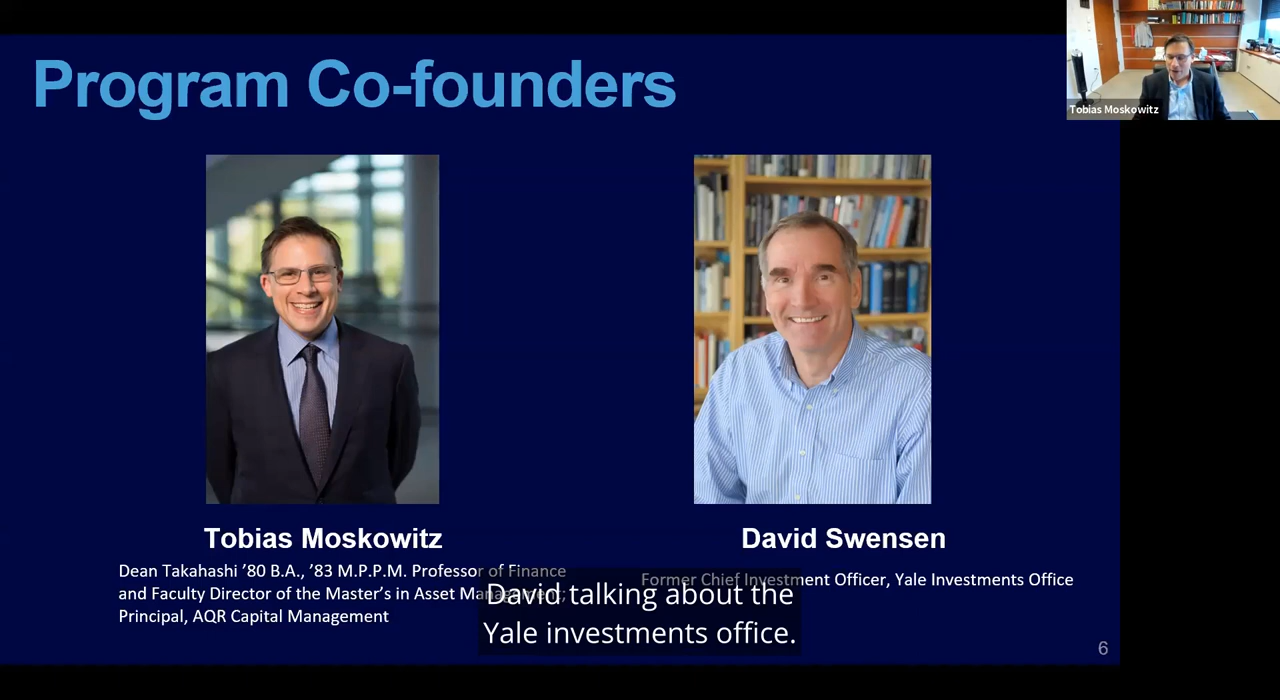 Program Co-founders
Tobias Moskowitz
Tobias Moskowitz
Dean Takahashi ’80 B.A., ’83 M.P.P.M. Professor of Finance
and Faculty Director of the Master’s in Asset Management;
Principal, AQR Capital Management
David Swensen
Former Chief Investment Officer, Yale Investments Office
David talking about the
Yale investments office.
6